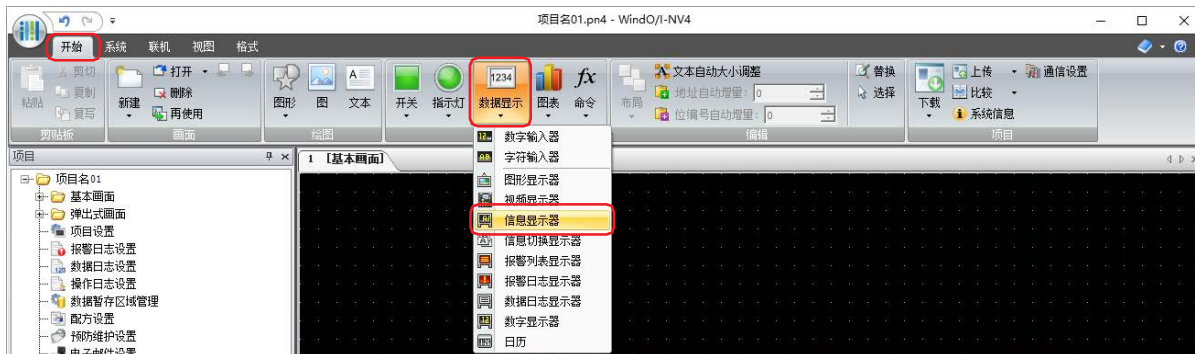 项目名01.pn4 - WindO/I-NV4
开始 系统 联机 视图 格式
粘贴 剪切 复制 复写
新建 打开 删除 再使用
图形 图 文本
开关 指示灯 数据显示 图表 命令
1234
A
fx
布局 文本自动大小调整
地址自动增量: 0
位编号自动增量: 0
替换
选择
下载 上传 比较 系统信息
通信设置
剪贴板 画面 绘图 编辑 项目
项目
1 [基本画面]
项目名01
基本画面
弹出式画面
项目设置
报警日志设置
数据日志设置
操作日志设置
数据暂存区域管理
配方设置
预防维护设置
电子邮件设置
数字输入器
字符输入器
图形显示器
视频显示器
信息显示器
信息切换显示器
报警列表显示器
报警日志显示器
数据日志显示器
数字显示器
日历